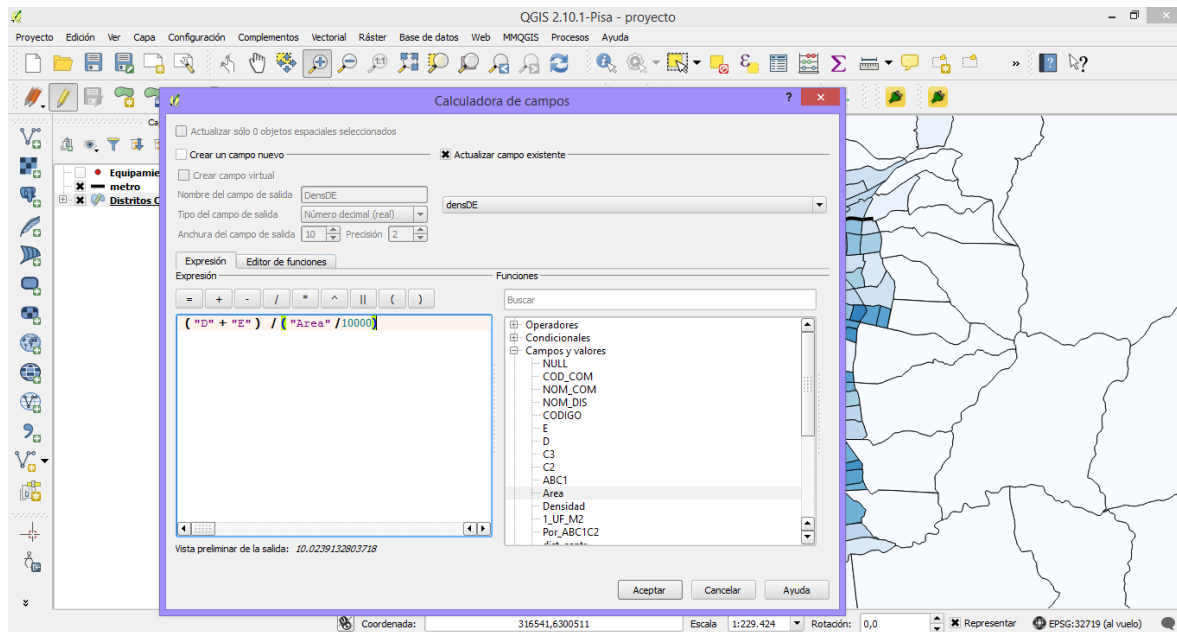 QGIS 2.10.1-Pisa - proyecto
Proyecto Edición Ver Capa Configuración Complementos Vectorial Ráster Base de datos Web MMQGIS Procesos Ayuda
Calculadora de campos
Actualizar sólo 0 objetos espaciales seleccionados
Crear un campo nuevo
Actualizar campo existente
Crear campo virtual
Nombre del campo de salida DensDE
densDE
Tipo del campo de salida Número decimal (real)
Anchura del campo de salida 10 Precisión 2
Equipamie
metro
Distritos C
Expresión Editor de funciones
Expresión
= + - / * ^ || ( )
( "D" + "E" ) / ( "Area" /10000)
Vista preliminar de la salida: 10.0239132803718
Funciones
Buscar
Operadores
Condicionales
Campos y valores
NULL
COD_COM
NOM_COM
NOM_DIS
CODIGO
E
D
C3
C2
ABC1
Area
Densidad
1_UF_M2
Por_ABC1C2
Aceptar Cancelar Ayuda
Coordenada: 316541,6300511 Escala 1:229.424 Rotación: 0,0 Representar EPSG:32719 (al vuelo)